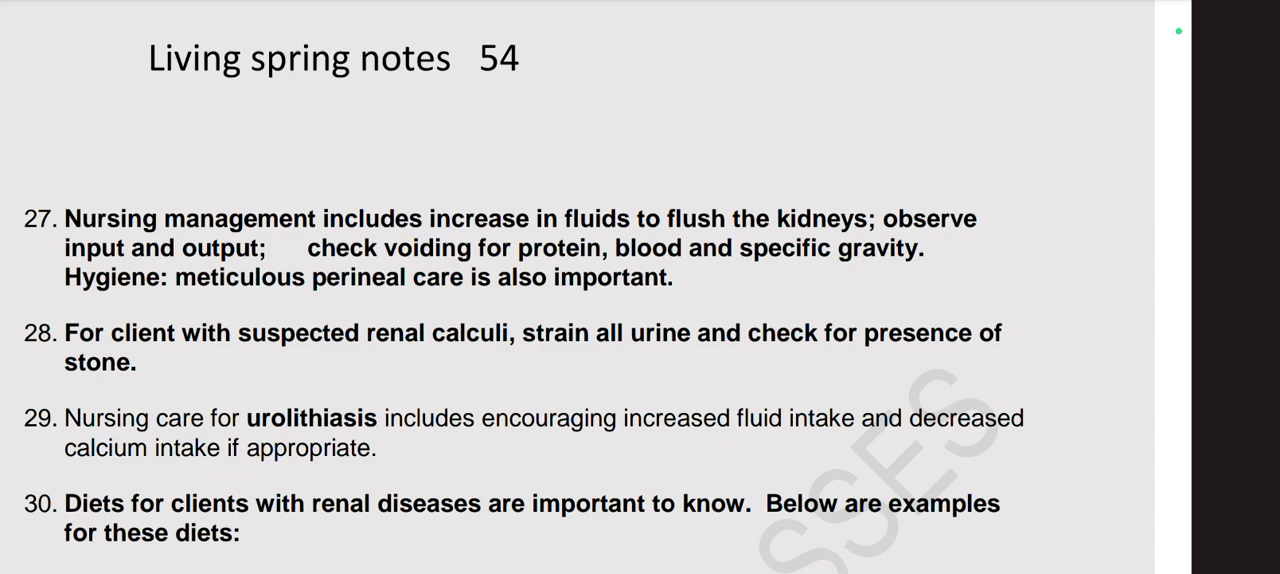 Living spring notes 54
27. Nursing management includes increase in fluids to flush the kidneys; observe
input and output; check voiding for protein, blood and specific gravity.
Hygiene: meticulous perineal care is also important.
28. For client with suspected renal calculi, strain all urine and check for presence of
stone.
29. Nursing care for urolithiasis includes encouraging increased fluid intake and decreased
calcium intake if appropriate.
30. Diets for clients with renal diseases are important to know. Below are examples
for these diets:
SSES